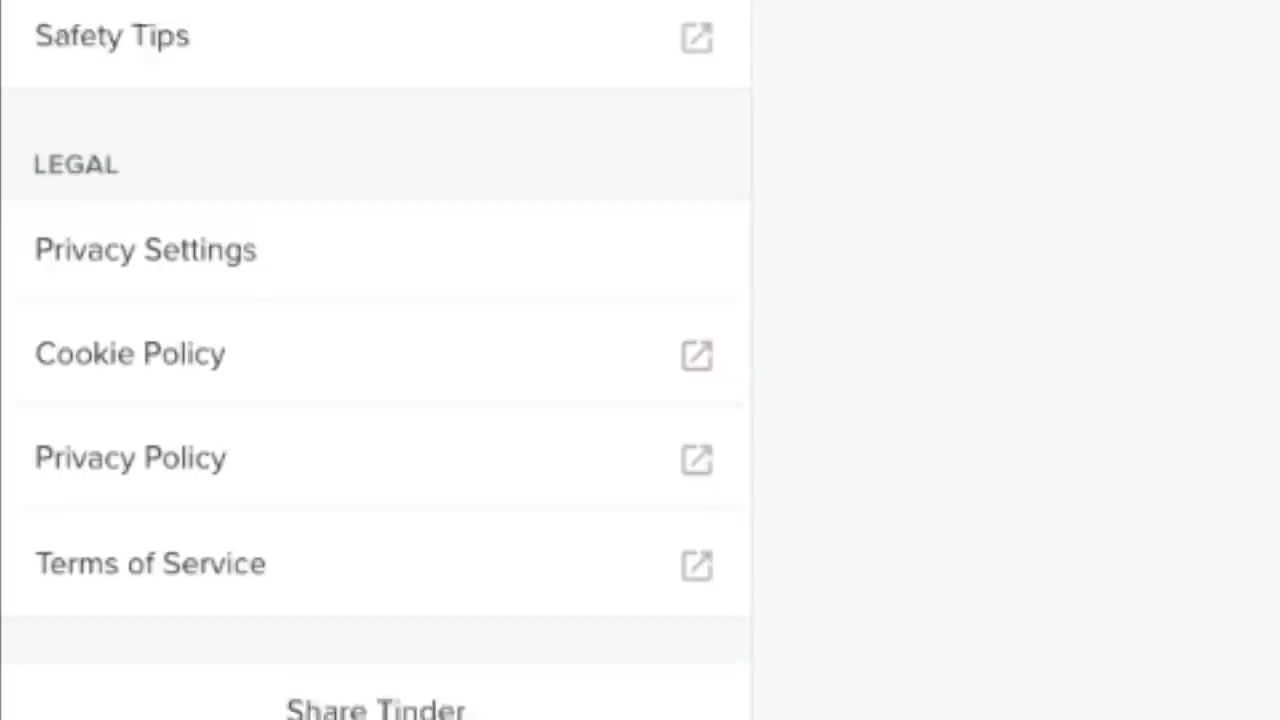 Safety Tips
LEGAL
Privacy Settings
Cookie Policy
Privacy Policy
Terms of Service
Share Tinder